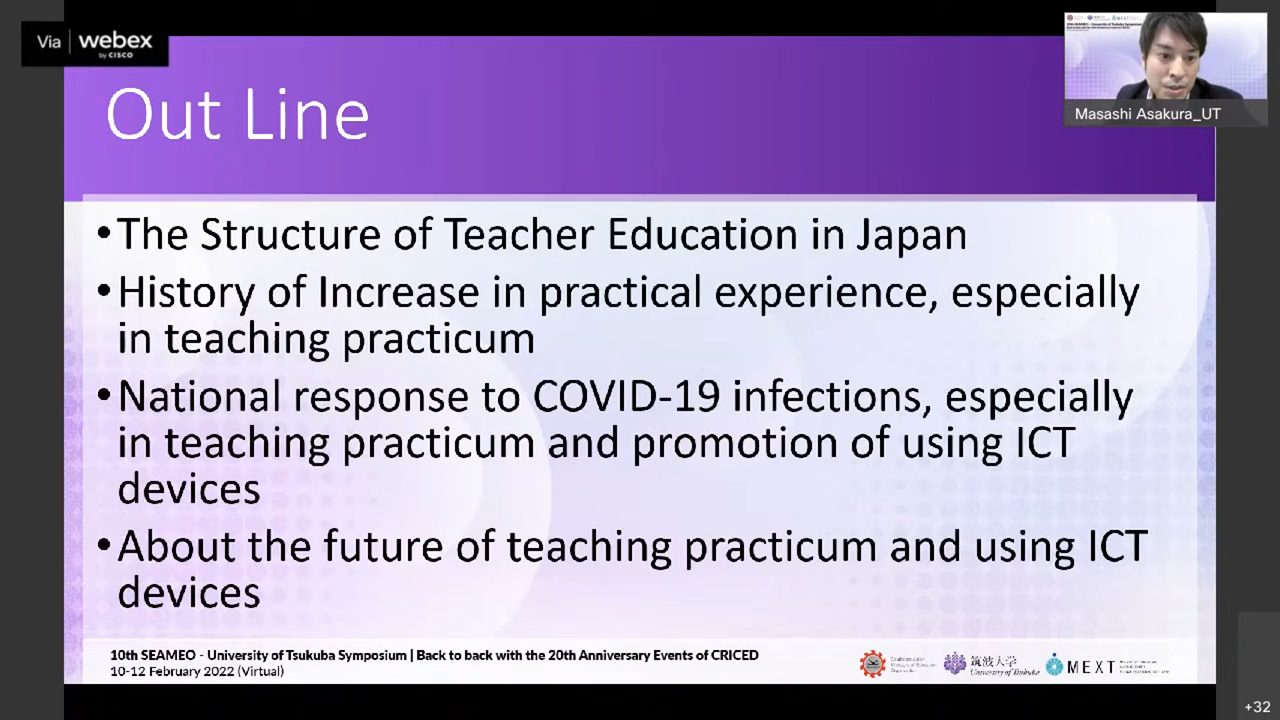 Via webex
by CISCO
Masashi Asakura_UT
Out Line
•The Structure of Teacher Education in Japan
•History of Increase in practical experience, especially
in teaching practicum
•National response to COVID-19 infections, especially
in teaching practicum and promotion of using ICT
devices
•About the future of teaching practicum and using ICT
devices
10th SEAMEO - University of Tsukuba Symposium | Back to back with the 20th Anniversary Events of CRICED
10-12 February 2022 (Virtual)
筑波大学
University of Tsukuba
MEXT
+32